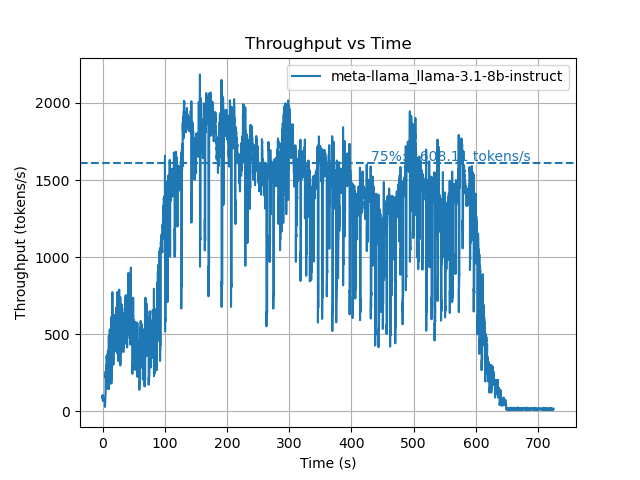 Throughput vs Time
meta-llama_llama-3.1-8b-instruct
75%: tokens/s
Throughput (tokens/s)
2000
1500
1000
500
0
0 100 200 300 400 500 600 700
Time (s)